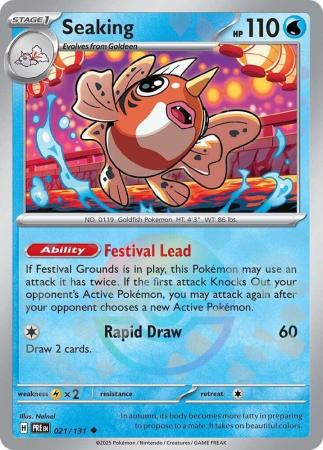 STAGE 1
Seaking
HP 110
Evolves from Goldeen
NO. 0119 Goldfish Pokémon HT: 4'3" WT: 86 lbs.
Ability Festival Lead
If Festival Grounds is in play, this Pokémon may use an
attack it has twice. If the first attack Knocks Out your
opponent's Active Pokémon, you may attack again after
your opponent chooses a new Active Pokémon.
Rapid Draw 60
Draw 2 cards.
weakness ×2 resistance retreat
Illus. Nelnal
H PRE EN 021/131
In autumn, its body becomes more fatty in preparing
to propose to a mate. It takes on beautiful colors.
©2025 Pokémon / Nintendo / Creatures / GAME FREAK